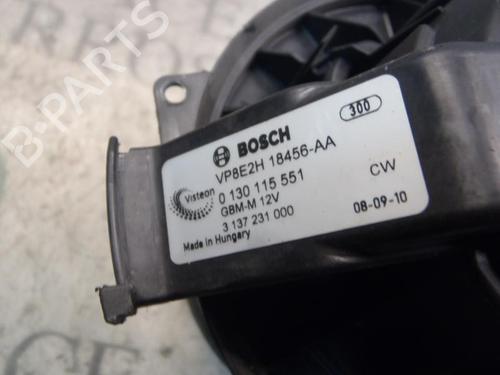 300
BOSCH
VP8E2H 18456-AA
Visteon
0 130 115 551
CW
GBM-M 12V
08-09-10
3 137 231 000
Made in Hungary